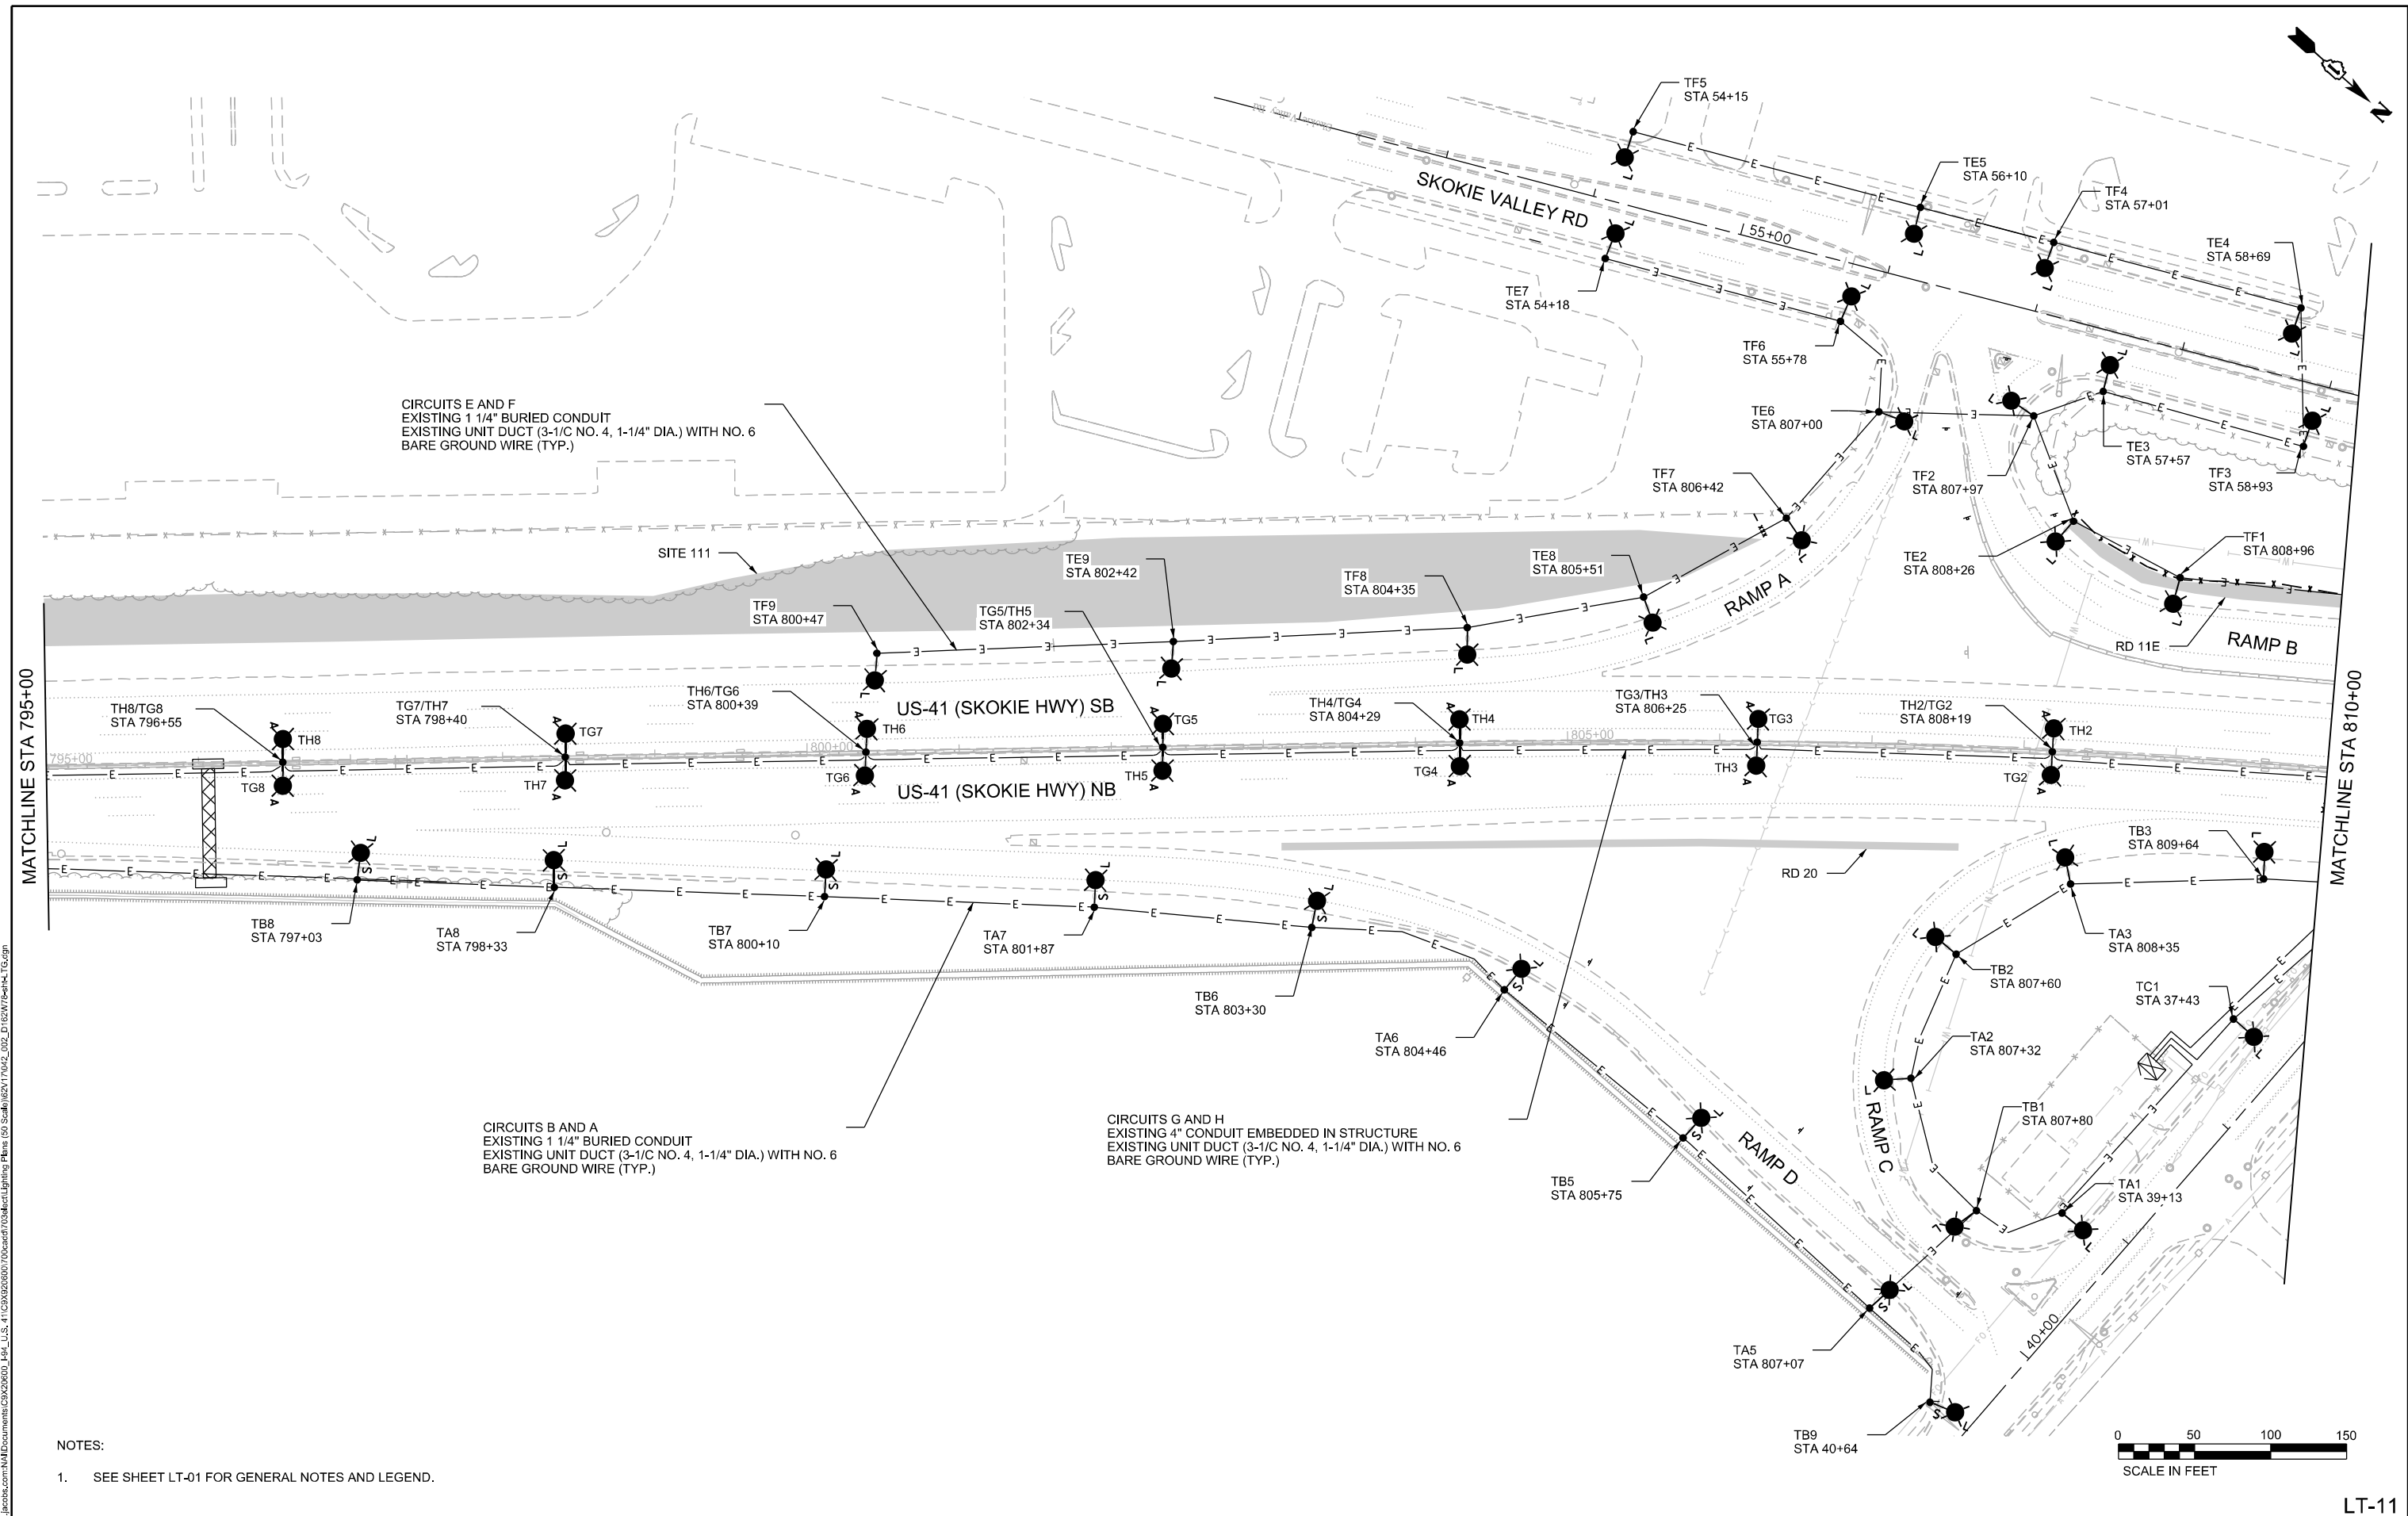 N
TF5
STA 54+15
TE5
STA 56+10
TF4
STA 57+01
TE4
STA 58+69
SKOKIE VALLEY RD
55+00
TE7
STA 54+18
TF6
STA 55+78
TE6
STA 807+00
TE3
STA 57+57
TF3
STA 58+93
TF2
STA 807+97
TF7
STA 806+42
TF1
STA 808+96
TE2
STA 808+26
CIRCUITS E AND F
EXISTING 1 1/4" BURIED CONDUIT
EXISTING UNIT DUCT (3-1/C NO. 4, 1-1/4" DIA.) WITH NO. 6
BARE GROUND WIRE (TYP.)
SITE 111
TE9
STA 802+42
TE8
STA 805+51
TF8
STA 804+35
TF9
STA 800+47
TG5/TH5
STA 802+34
RAMP A
RAMP B
RD 11E
MATCHLINE STA 795+00
MATCHLINE STA 810+00
TH8/TG8
STA 796+55
TG7/TH7
STA 798+40
TH6/TG6
STA 800+39
US-41 (SKOKIE HWY) SB
TH4/TG4
STA 804+29
TG3/TH3
STA 806+25
TH2/TG2
STA 808+19
TH8
TG7
TH6
TG5
TH4
TG3
TH2
795+00
800+00
805+00
TG8
TH7
TG6
TH5
TG4
TH3
TG2
US-41 (SKOKIE HWY) NB
TB3
STA 809+64
RD 20
TB8
STA 797+03
TA8
STA 798+33
TB7
STA 800+10
TA7
STA 801+87
TB6
STA 803+30
TA6
STA 804+46
TA3
STA 808+35
TB2
STA 807+60
TC1
STA 37+43
TA2
STA 807+32
TB1
STA 807+80
CIRCUITS B AND A
EXISTING 1 1/4" BURIED CONDUIT
EXISTING UNIT DUCT (3-1/C NO. 4, 1-1/4" DIA.) WITH NO. 6
BARE GROUND WIRE (TYP.)
CIRCUITS G AND H
EXISTING 4" CONDUIT EMBEDDED IN STRUCTURE
EXISTING UNIT DUCT (3-1/C NO. 4, 1-1/4" DIA.) WITH NO. 6
BARE GROUND WIRE (TYP.)
RAMP C
RAMP D
TB5
STA 805+75
TA1
STA 39+13
40+00
TA5
STA 807+07
TB9
STA 40+64
NOTES:
1. SEE SHEET LT-01 FOR GENERAL NOTES AND LEGEND.
0 50 100 150
SCALE IN FEET
LT-11